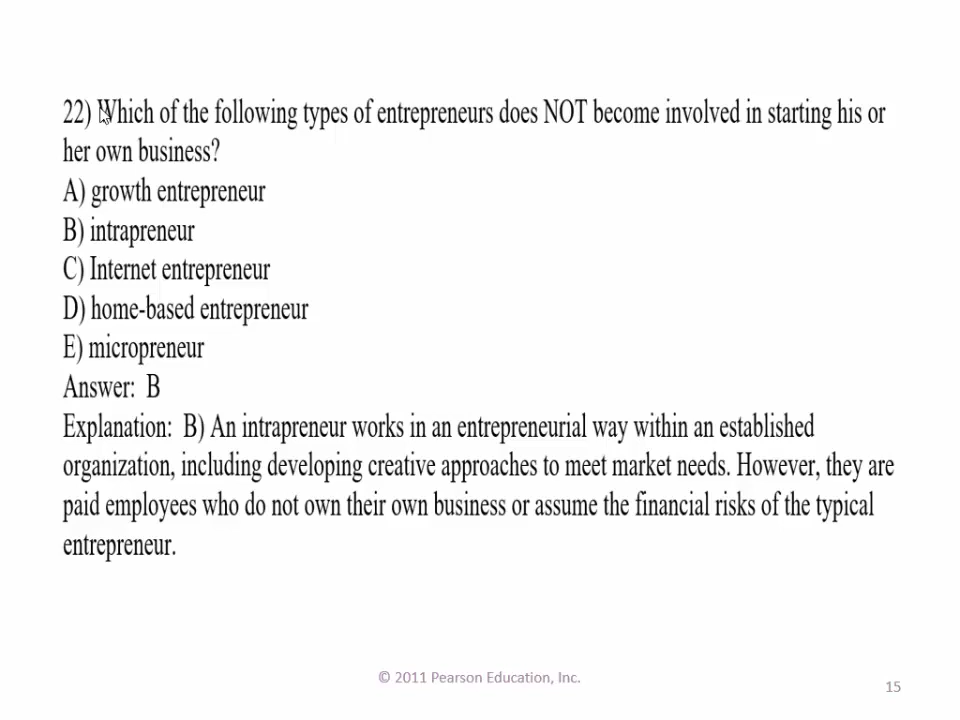 22) Which of the following types of entrepreneurs does NOT become involved in starting his or
her own business?
A) growth entrepreneur
B) intrapreneur
C) Internet entrepreneur
D) home-based entrepreneur
E) micropreneur
Answer: B
Explanation: B) An intrapreneur works in an entrepreneurial way within an established
organization, including developing creative approaches to meet market needs. However, they are
paid employees who do not own their own business or assume the financial risks of the typical
entrepreneur.
© 2011 Pearson Education, Inc.
15